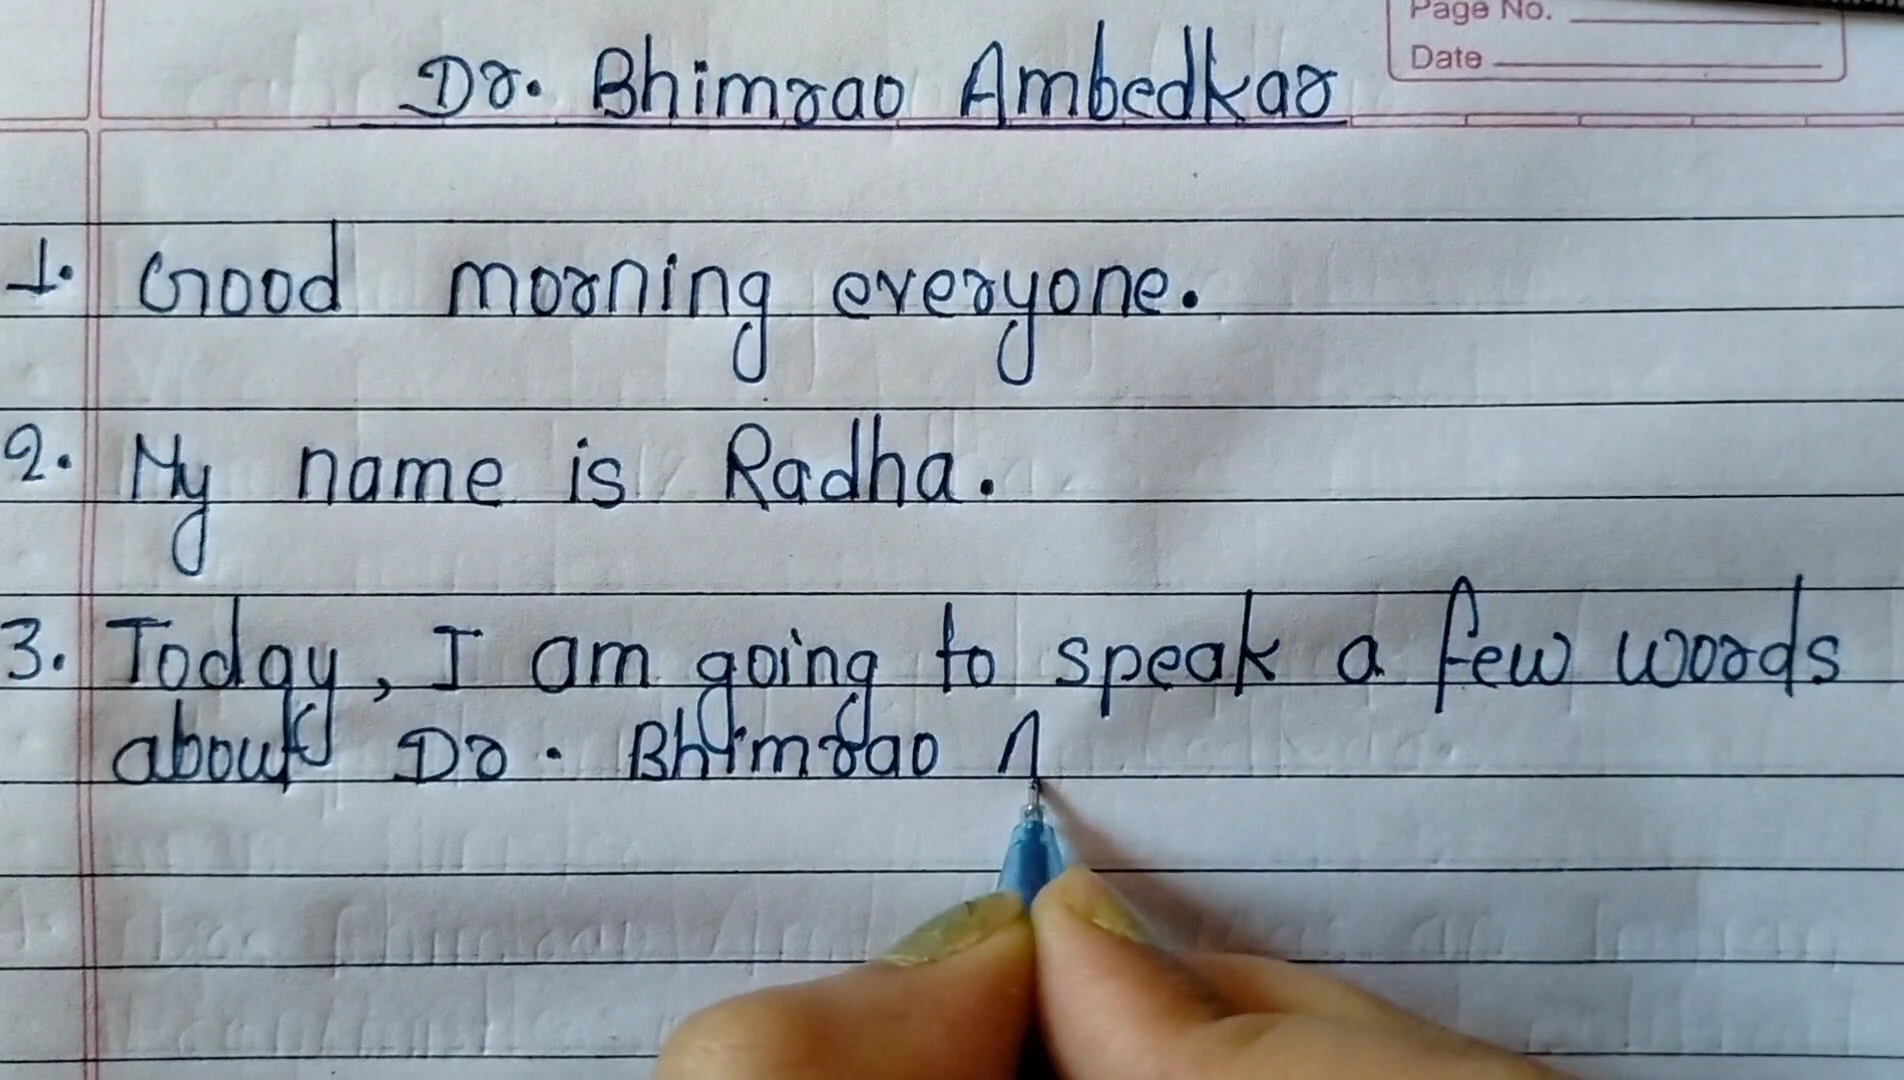 Page No.
Date
Dr. Bhimrao Ambedkar
1. Good morning everyone.
2. My name is Radha.
3. Today, I am going to speak a few words
about Dr. Bhimrao A